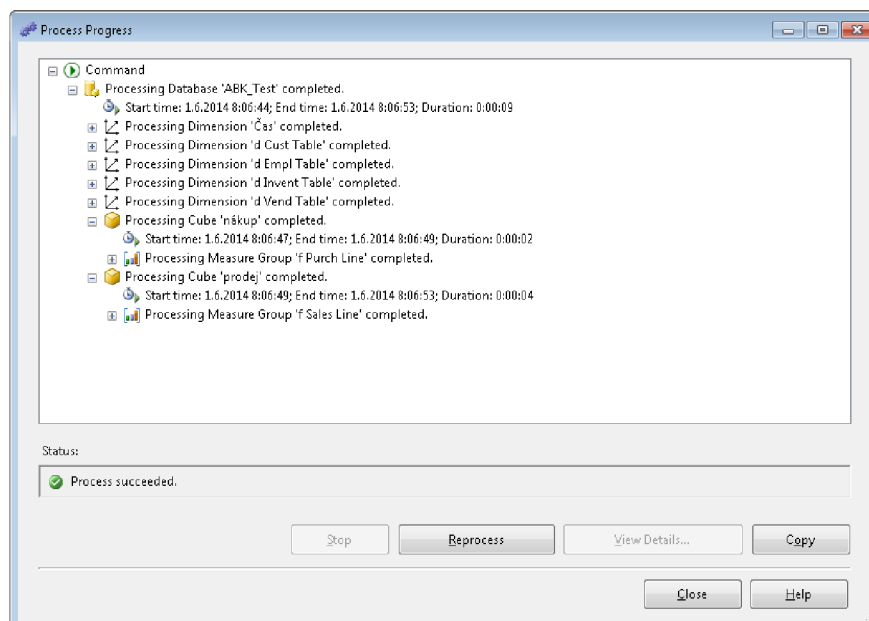 Process Progress
Command
Processing Database 'ABK_Test' completed.
Start time: 1.6.2014 8:06:44; End time: 1.6.2014 8:06:53; Duration: 0:00:09
Processing Dimension 'Čas' completed.
Processing Dimension 'd Cust Table' completed.
Processing Dimension 'd Empl Table' completed.
Processing Dimension 'd Invent Table' completed.
Processing Dimension 'd Vend Table' completed.
Processing Cube 'nákup' completed.
Start time: 1.6.2014 8:06:47; End time: 1.6.2014 8:06:49; Duration: 0:00:02
Processing Measure Group 'f Purch Line' completed.
Processing Cube 'prodej' completed.
Start time: 1.6.2014 8:06:49; End time: 1.6.2014 8:06:53; Duration: 0:00:04
Processing Measure Group 'f Sales Line' completed.
Status:
Process succeeded.
Stop Reprocess View Details... Copy
Close Help